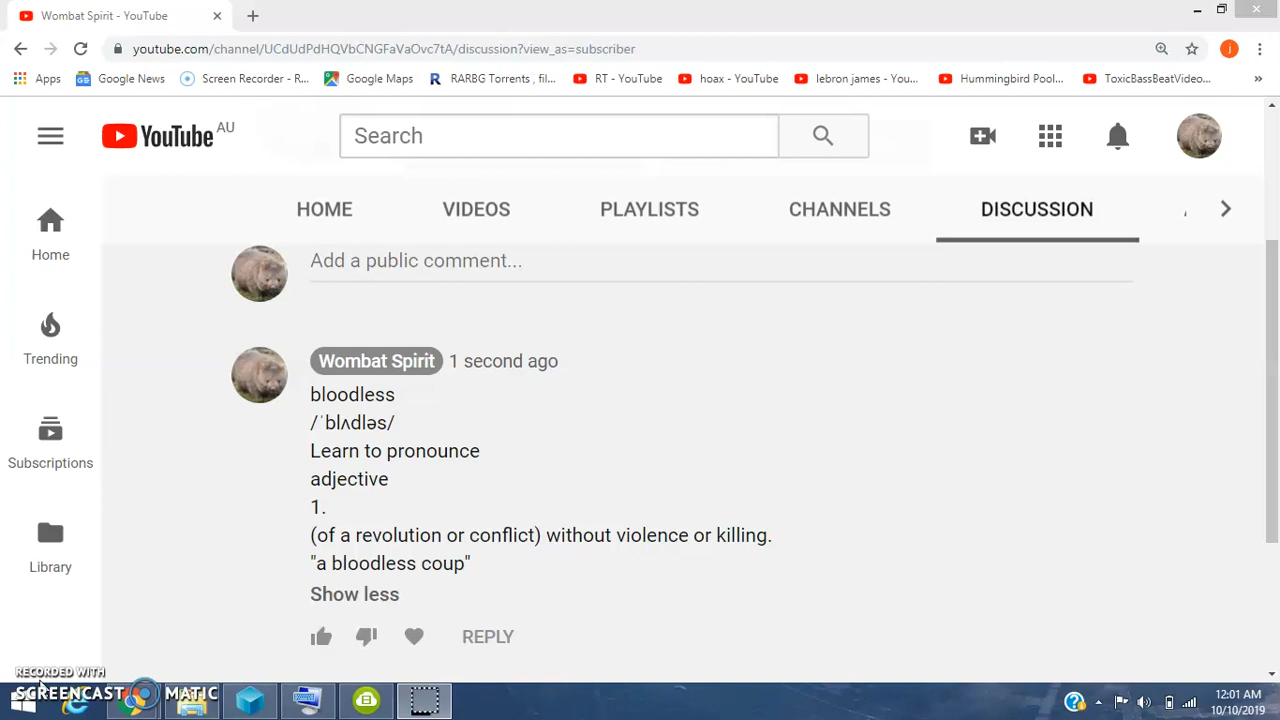 Wombat Spirit - YouTube
youtube.com/channel/UCdUdPdHQVbCNGFaVaOvc7tA/discussion?view_as=subscriber
j
Apps Google News Screen Recorder - R... RARBG Torrents , fil... Google Maps RT - YouTube hoax - YouTube lebron james - You... Hummingbird Pool... ToxicBassBeatVideo... »
YouTube AU
Search
HOME VIDEOS PLAYLISTS CHANNELS DISCUSSION
Home
Trending
Subscriptions
Library
Add a public comment...
Wombat Spirit 1 second ago
bloodless
/ˈblʌdləs/
Learn to pronounce
adjective
1.
(of a revolution or conflict) without violence or killing.
"a bloodless coup"
Show less
REPLY
RECORDED WITH
SCREENCAST MATIC
12:01 AM
10/10/2019